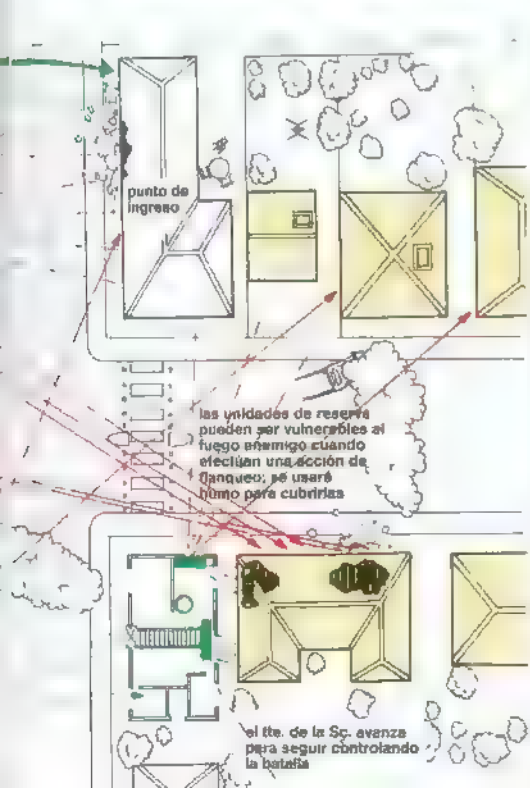 punto de
ingreso
las unidades de reserva
pueden ser vulnerables al
fuego enemigo cuando
efectúan una acción de
flanqueo; se usará
humo para cubrirlas
el tte. de la Sc. avanza
para seguir controlando
la batalla